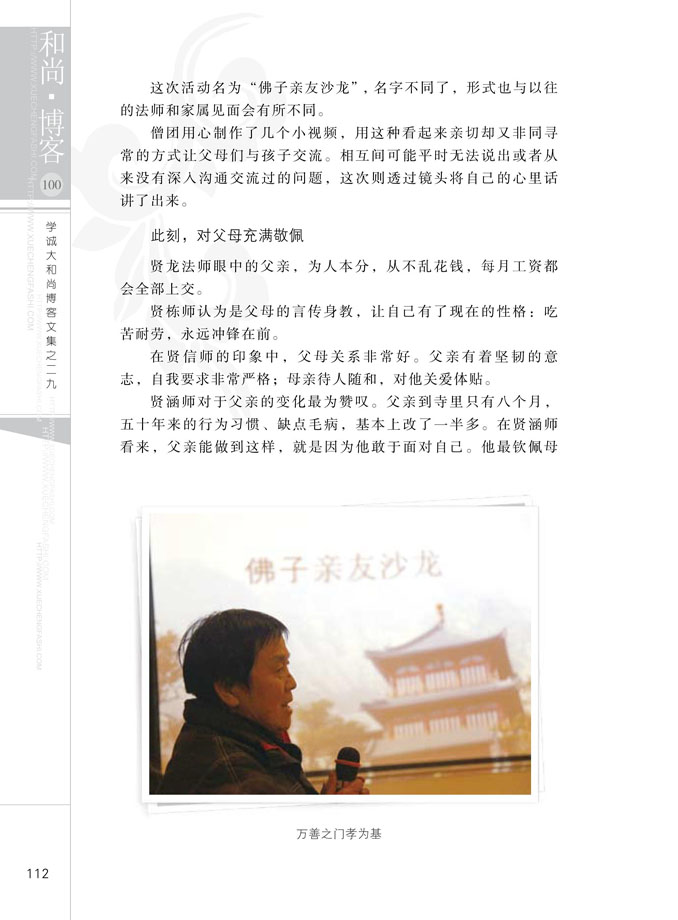 和尚·博客
100
学诚大和尚博客文集之二九
HTTP://WWW.XUECHENGFASHI.COM
这次活动名为“佛子亲友沙龙”，名字不同了，形式也与以往
的法师和家属见面会有所不同。
僧团用心制作了几个小视频，用这种看起来亲切却又非同寻
常的方式让父母们与孩子交流。相互间可能平时无法说出或者从
来没有深入沟通交流过的问题，这次则透过镜头将自己的心里话
讲了出来。
此刻，对父母充满敬佩
贤龙法师眼中的父亲，为人本分，从不乱花钱，每月工资都
会全部上交。
贤栋师认为是父母的言传身教，让自己有了现在的性格：吃
苦耐劳，永远冲锋在前。
在贤信师的印象中，父母关系非常好。父亲有着坚韧的意
志，自我要求非常严格；母亲待人随和，对他关爱体贴。
贤涵师对于父亲的变化最为赞叹。父亲到寺里只有八个月，
五十年来的行为习惯、缺点毛病，基本上改了一半多。在贤涵师
看来，父亲能做到这样，就是因为他敢于面对自己。他最钦佩母
佛子亲友沙龙
万善之门孝为基
112